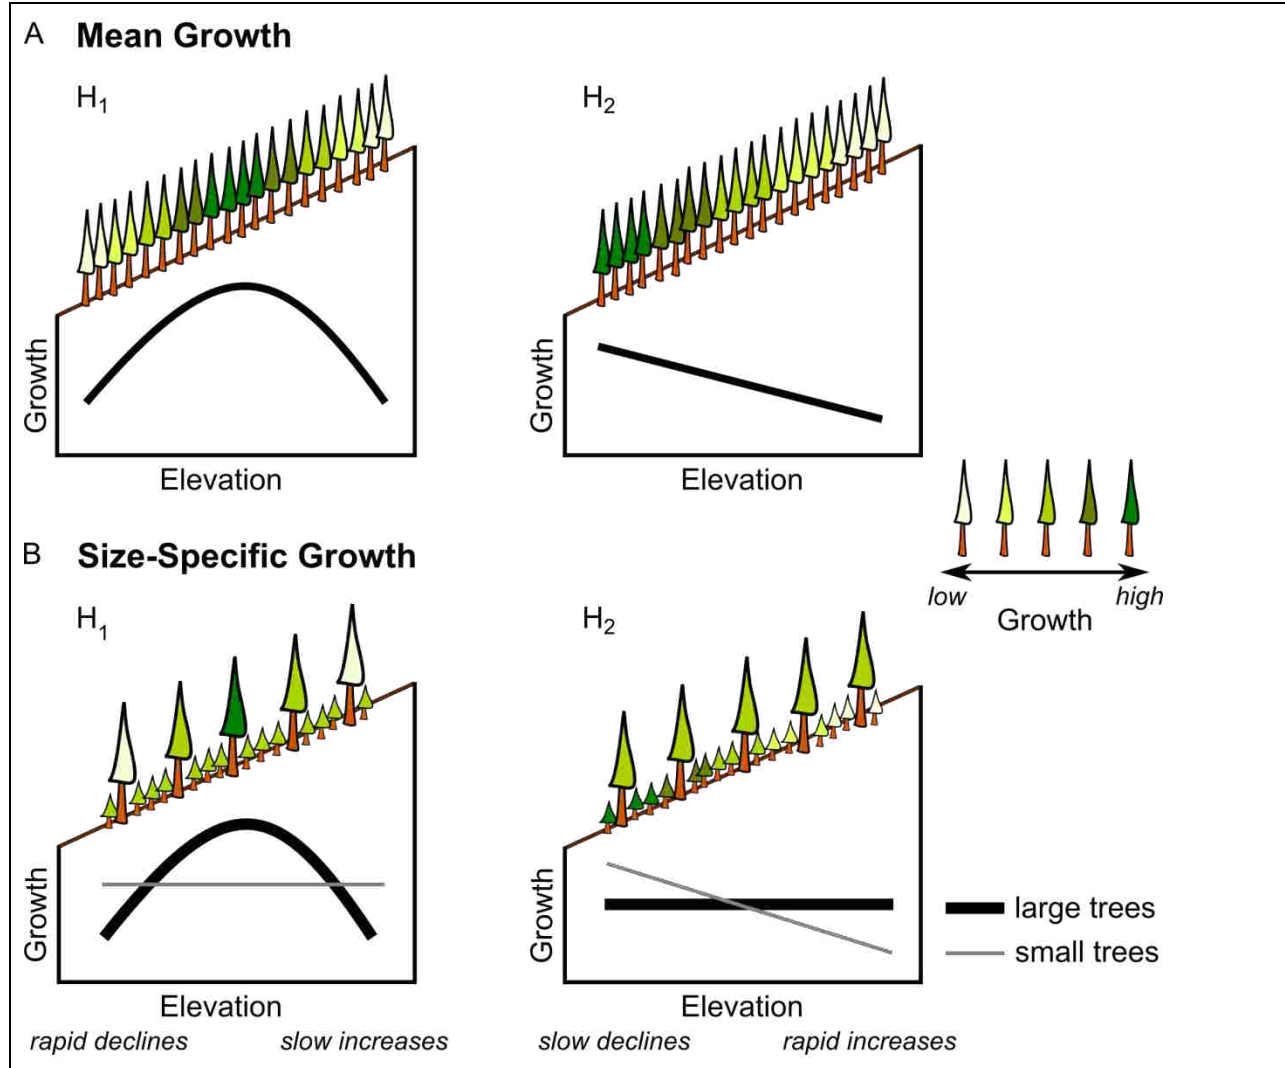 A Mean Growth
H1
H2
Growth
Elevation
Growth
Elevation
low
high
Growth
B Size-Specific Growth
H1
H2
Growth
Elevation
rapid declines
slow increases
Growth
Elevation
slow declines
rapid increases
large trees
small trees